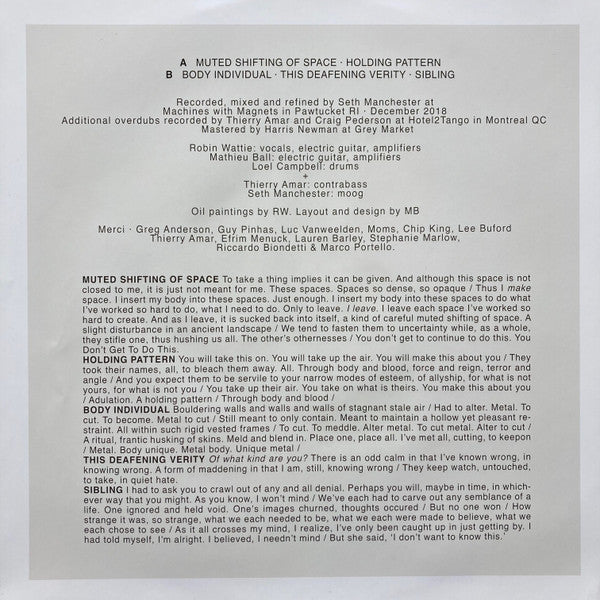 A MUTED SHIFTING OF SPACE · HOLDING PATTERN
B BODY INDIVIDUAL · THIS DEAFENING VERITY · SIBLING
Recorded, mixed and refined by Seth Manchester at
Machines with Magnets in Pawtucket RI · December 2018
Additional overdubs recorded by Thierry Amar and Craig Pederson at Hotel2Tango in Montreal QC
Mastered by Harris Newman at Grey Market
Robin Wattie: vocals, electric guitar, amplifiers
Mathieu Ball: electric guitar, amplifiers
Loel Campbell: drums
+
Thierry Amar: contrabass
Seth Manchester: moog
Oil paintings by RW. Layout and design by MB
Merci · Greg Anderson, Guy Pinhas, Luc Vanweelden, Moms, Chip King, Lee Buford
Thierry Amar, Efrim Menuck, Lauren Barley, Stephanie Marlow,
Riccardo Biondetti & Marco Portello.
MUTED SHIFTING OF SPACE To take a thing implies it can be given. And although this space is not
closed to me, it is just not meant for me. These spaces. Spaces so dense, so opaque / Thus I make
space. I insert my body into these spaces. Just enough. I insert my body into these spaces to do what
I've worked so hard to do, what I need to do. Only to leave. I leave. I leave each space I've worked so
hard to create. And as I leave, it is sucked back into itself, a kind of careful muted shifting of space. A
slight disturbance in an ancient landscape / We tend to fasten them to uncertainty while, as a whole,
they stifle one, thus hushing us all. The other's othernesses / You don't get to continue to do this. You
Don't Get To Do This.
HOLDING PATTERN You will take this on. You will take up the air. You will make this about you / They
took their names, all, to bleach them away. All. Through body and blood, force and reign, terror and
angle / And you expect them to be servile to your narrow modes of esteem, of allyship, for what is not
yours, for what is not you / You take up their air. You take on what is theirs. You make this about you
/ Adulation. A holding pattern / Through body and blood /
BODY INDIVIDUAL Bouldering walls and walls and walls of stagnant stale air / Had to alter. Metal. To
cut. To become. Metal to cut / Still meant to only contain. Meant to maintain a hollow yet pleasant re-
straint. All within such rigid vested frames / To cut. To meddle. Alter metal. To cut metal. Alter to cut /
A ritual, frantic husking of skins. Meld and blend in. Place one, place all. I've met all, cutting, to keepon
/ Metal. Body unique. Metal body. Unique metal /
THIS DEAFENING VERITY Of what kind are you? There is an odd calm in that I've known wrong, in
knowing wrong. A form of maddening in that I am, still, knowing wrong / They keep watch, untouched,
to take, in quiet hate.
SIBLING I had to ask you to crawl out of any and all denial. Perhaps you will, maybe in time, in which-
ever way that you might. As you know, I won't mind / We've each had to carve out any semblance of a
life. One ignored and held void. One's images churned, thoughts occured / But no one won / How
strange it was, so strange, what we each needed to be, what we each were made to believe, what we
each chose to see / As it all crosses my mind, I realize, I've only been caught up in just getting by. I
had told myself, I'm alright. I believed, I needn't mind / But she said, 'I don't want to know this.'